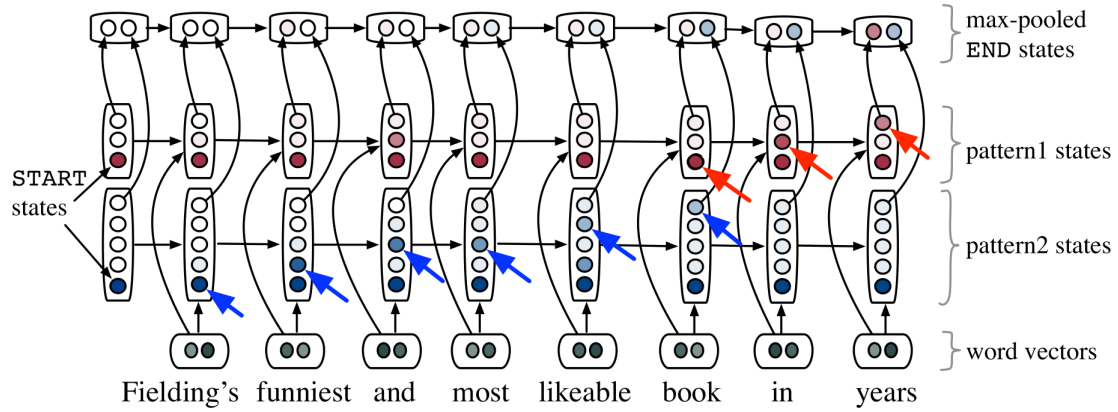 max-pooled
END states
pattern1 states
START
states
pattern2 states
word vectors
Fielding's funniest and most likeable book in years